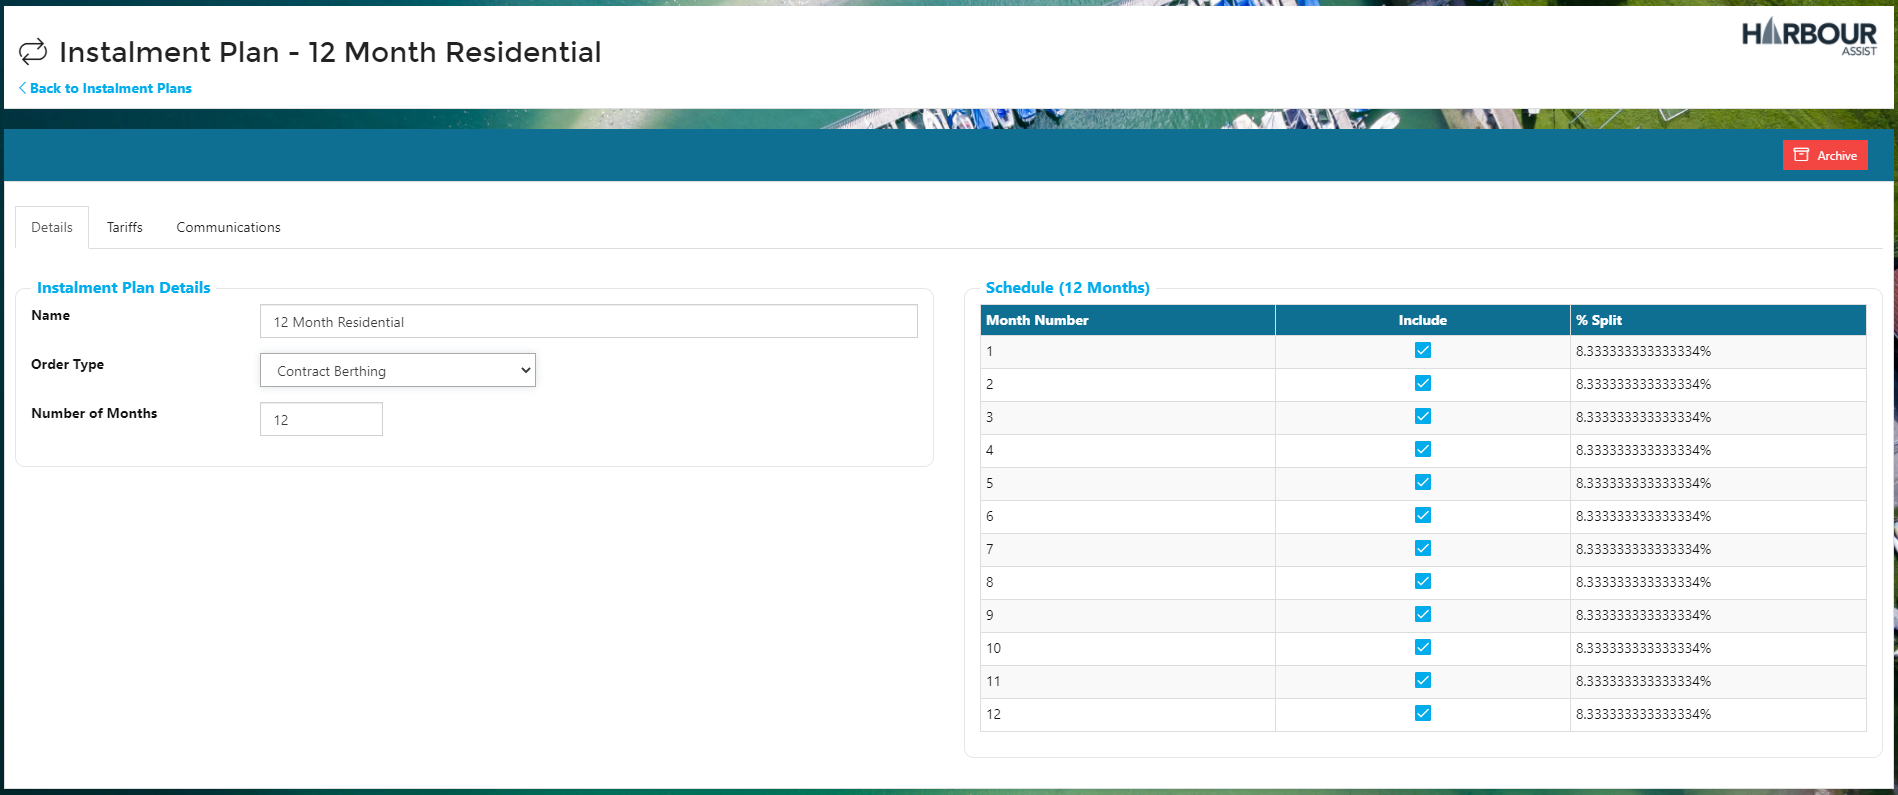 Instalment Plan - 12 Month Residential
HARBOUR
ASSIST
Back to Instalment Plans
Archive
Details
Tariffs
Communications
Instalment Plan Details
Name
12 Month Residential
Order Type
Contract Berthing
Number of Months
12
Schedule (12 Months)
Month Number Include % Split
1 8.333333333333334%
2 8.333333333333334%
3 8.333333333333334%
4 8.333333333333334%
5 8.333333333333334%
6 8.333333333333334%
7 8.333333333333334%
8 8.333333333333334%
9 8.333333333333334%
10 8.333333333333334%
11 8.333333333333334%
12 8.333333333333334%